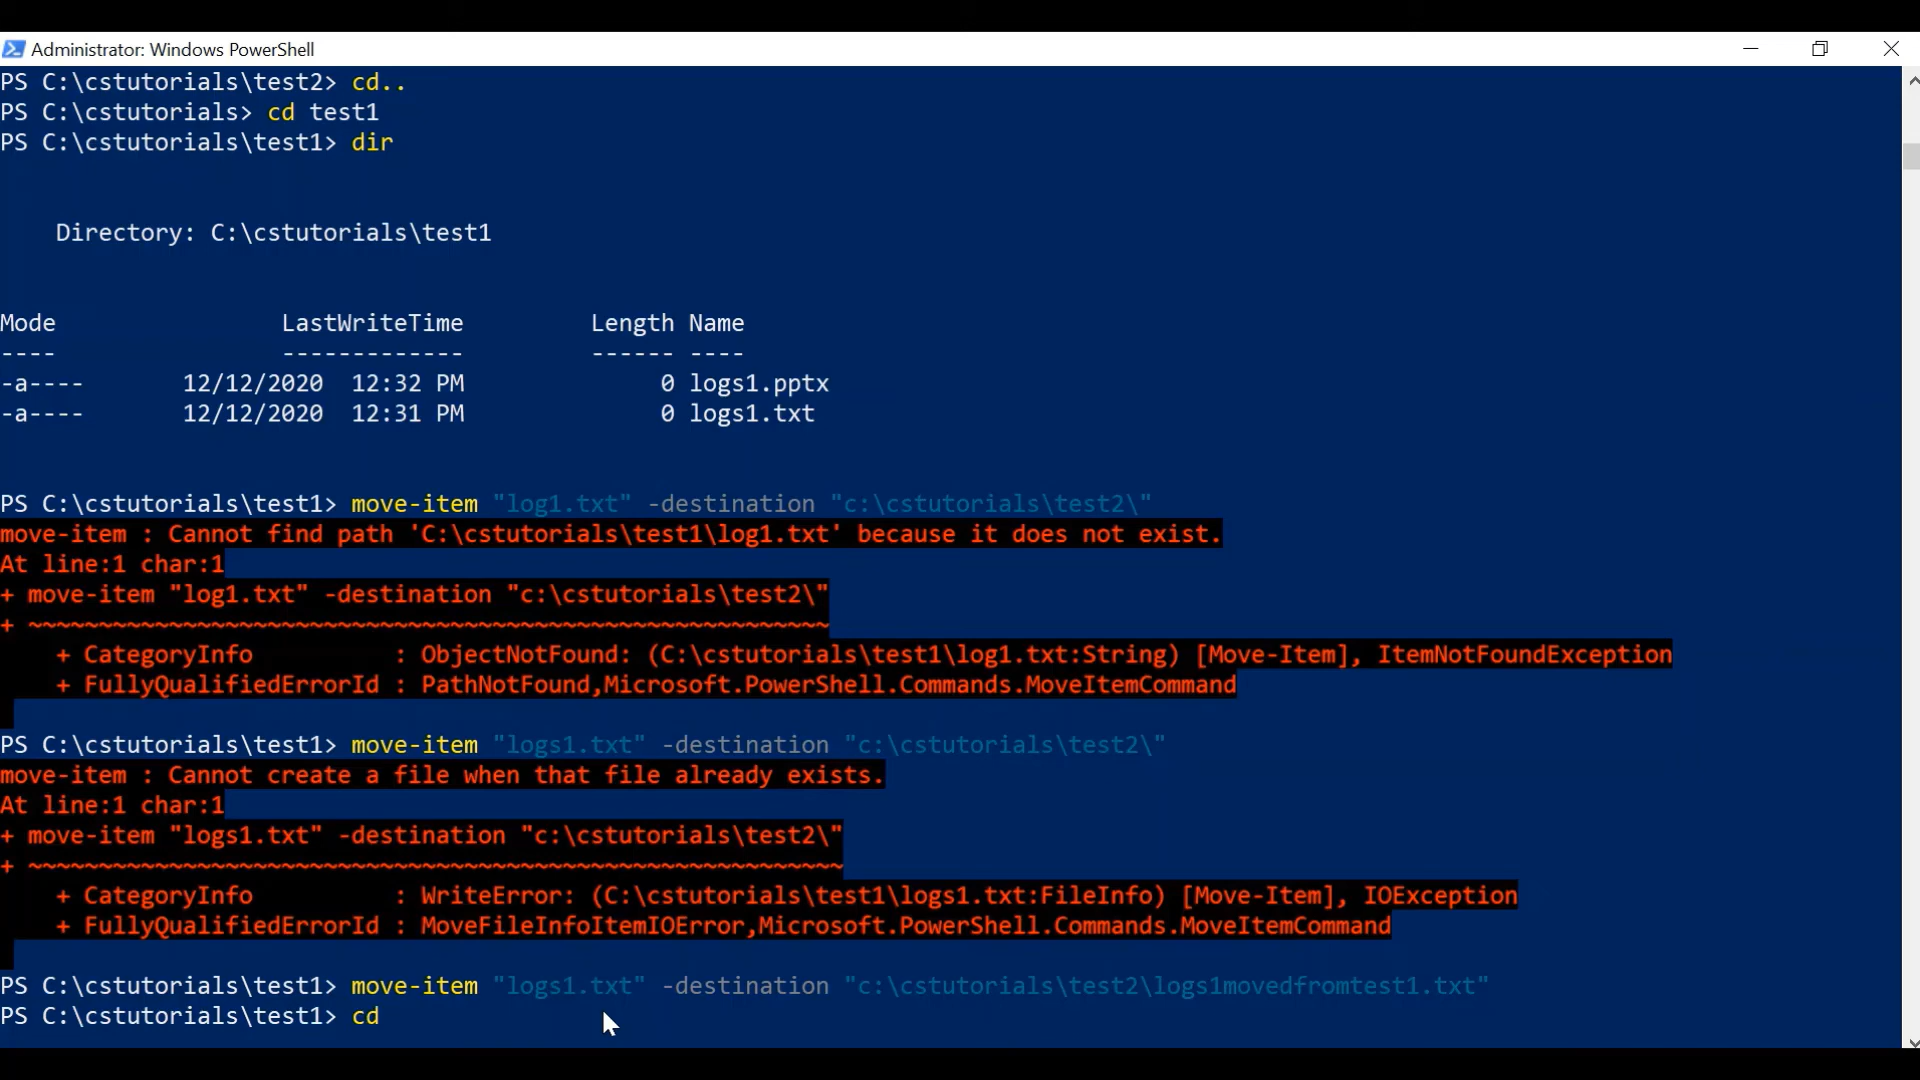 Administrator: Windows PowerShell
PS C:\cstutorials\test2> cd..
PS C:\cstutorials> cd test1
PS C:\cstutorials\test1> dir
Directory: C:\cstutorials\test1
Mode LastWriteTime Length Name
---- ------------- ------ ----
-a---- 12/12/2020 12:32 PM 0 logs1.pptx
-a---- 12/12/2020 12:31 PM 0 logs1.txt
PS C:\cstutorials\test1> move-item "log1.txt" -destination "c:\cstutorials\test2\"
move-item : Cannot find path 'C:\cstutorials\test1\log1.txt' because it does not exist.
At line:1 char:1
+ move-item "log1.txt" -destination "c:\cstutorials\test2\"
+ ~~~~~~~~~~~~~~~~~~~~~~~~~~~~~~~~~~~~~~~~~~~~~~~~~~~~~~~~~
+ CategoryInfo : ObjectNotFound: (C:\cstutorials\test1\log1.txt:String) [Move-Item], ItemNotFoundException
+ FullyQualifiedErrorId : PathNotFound,Microsoft.PowerShell.Commands.MoveItemCommand
PS C:\cstutorials\test1> move-item "logs1.txt" -destination "c:\cstutorials\test2\"
move-item : Cannot create a file when that file already exists.
At line:1 char:1
+ move-item "logs1.txt" -destination "c:\cstutorials\test2\"
+ ~~~~~~~~~~~~~~~~~~~~~~~~~~~~~~~~~~~~~~~~~~~~~~~~~~~~~~~~~~
+ CategoryInfo : WriteError: (C:\cstutorials\test1\logs1.txt:FileInfo) [Move-Item], IOException
+ FullyQualifiedErrorId : MoveFileInfoItemIOError,Microsoft.PowerShell.Commands.MoveItemCommand
PS C:\cstutorials\test1> move-item "logs1.txt" -destination "c:\cstutorials\test2\logs1movedfromtest1.txt"
PS C:\cstutorials\test1> cd